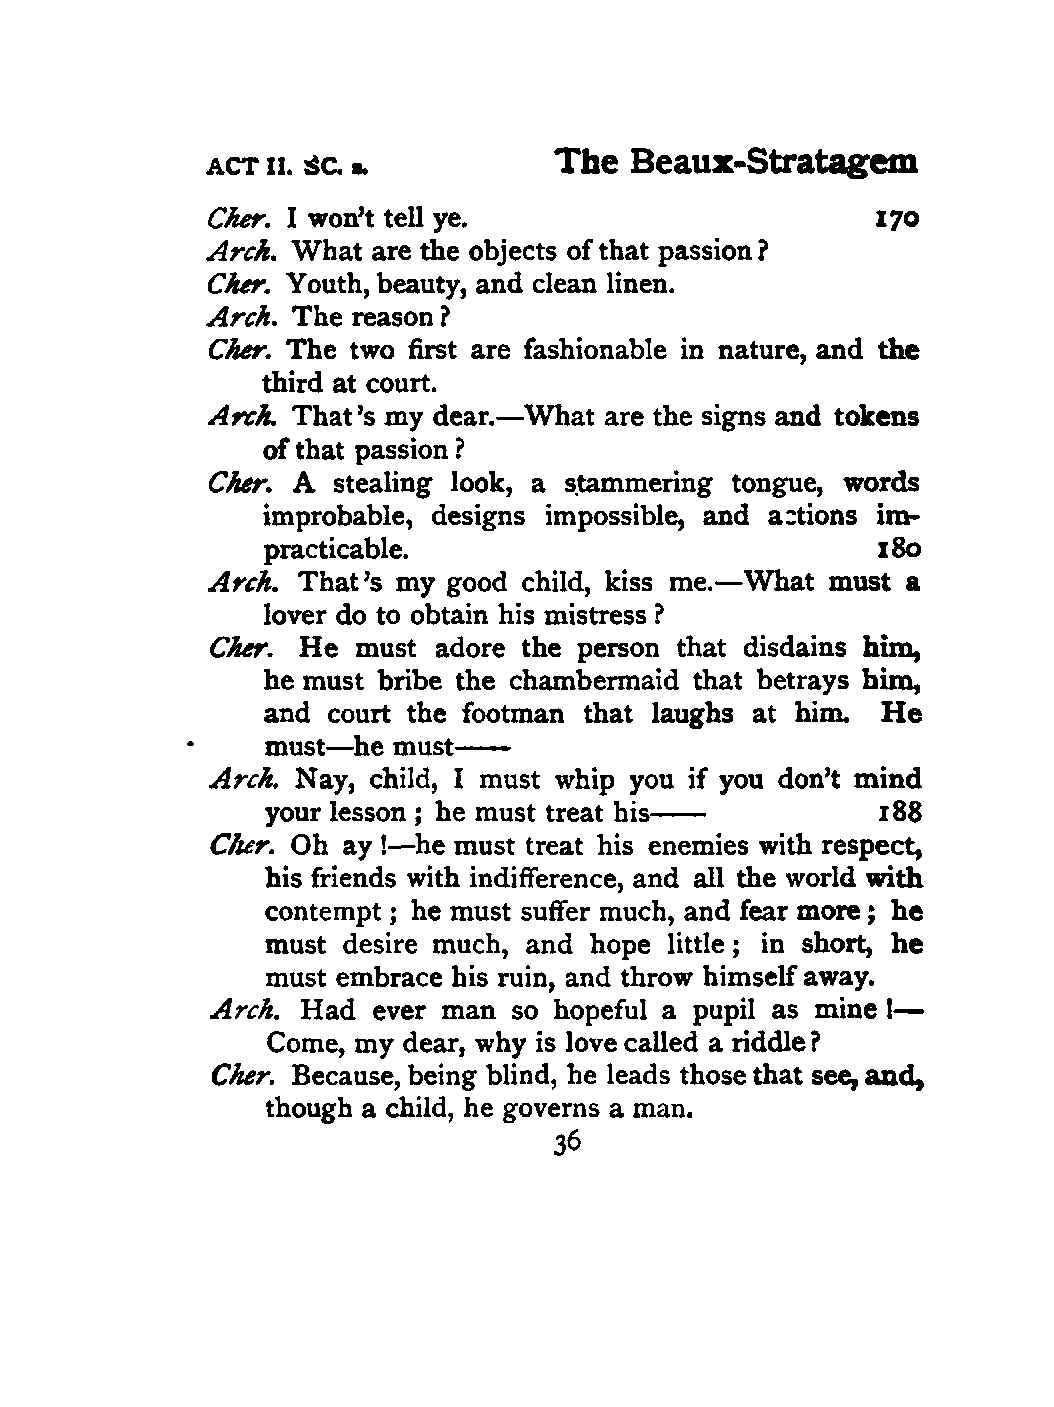 ACT II. SC. 2. The Beaux-Stratagem
Cher. I won't tell ye. 170
Arch. What are the objects of that passion?
Cher. Youth, beauty, and clean linen.
Arch. The reason?
Cher. The two first are fashionable in nature, and the
third at court.
Arch. That's my dear.—What are the signs and tokens
of that passion?
Cher. A stealing look, a stammering tongue, words
improbable, designs impossible, and actions im-
practicable. 180
Arch. That's my good child, kiss me.—What must a
lover do to obtain his mistress?
Cher. He must adore the person that disdains him,
he must bribe the chambermaid that betrays him,
and court the footman that laughs at him. He
must—he must——
Arch. Nay, child, I must whip you if you don't mind
your lesson; he must treat his—— 188
Cher. Oh ay!—he must treat his enemies with respect,
his friends with indifference, and all the world with
contempt; he must suffer much, and fear more; he
must desire much, and hope little; in short, he
must embrace his ruin, and throw himself away.
Arch. Had ever man so hopeful a pupil as mine!—
Come, my dear, why is love called a riddle?
Cher. Because, being blind, he leads those that see, and,
though a child, he governs a man.
36